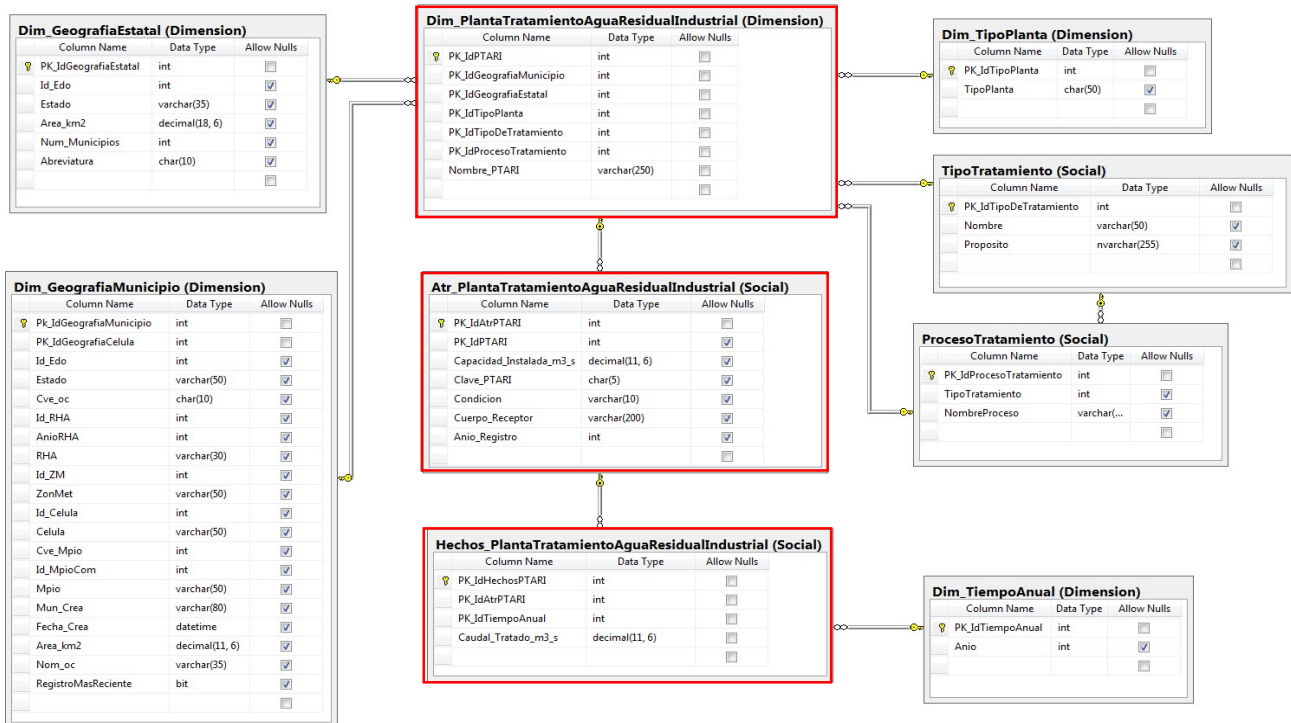 Dim_GeografiaEstatal (Dimension)
Column Name Data Type Allow Nulls
PK_IdGeografiaEstatal int
Id_Edo int
Estado varchar(35)
Area_km2 decimal(18, 6)
Num_Municipios int
Abreviatura char(10)
Dim_PlantaTratamientoAguaResidualIndustrial (Dimension)
Column Name Data Type Allow Nulls
PK_IdPTARI int
PK_IdGeografiaMunicipio int
PK_IdGeografiaEstatal int
PK_IdTipoPlanta int
PK_IdTipoDeTratamiento int
PK_IdProcesoTratamiento int
Nombre_PTARI varchar(250)
Dim_TipoPlanta (Dimension)
Column Name Data Type Allow Nulls
PK_IdTipoPlanta int
TipoPlanta char(50)
TipoTratamiento (Social)
Column Name Data Type Allow Nulls
PK_IdTipoDeTratamiento int
Nombre varchar(50)
Proposito nvarchar(255)
Dim_GeografiaMunicipio (Dimension)
Column Name Data Type Allow Nulls
Pk_IdGeografiaMunicipio int
PK_IdGeografiaCelula int
Id_Edo int
Estado varchar(50)
Cve_oc char(10)
Id_RHA int
AnioRHA int
RHA varchar(30)
Id_ZM int
ZonMet varchar(50)
Id_Celula int
Celula varchar(50)
Cve_Mpio int
Id_MpioCom int
Mpio varchar(50)
Mun_Crea varchar(80)
Fecha_Crea datetime
Area_km2 decimal(11, 6)
Nom_oc varchar(35)
RegistroMasReciente bit
Atr_PlantaTratamientoAguaResidualIndustrial (Social)
Column Name Data Type Allow Nulls
PK_IdAtrPTARI int
PK_IdPTARI int
Capacidad_Instalada_m3_s decimal(11, 6)
Clave_PTARI char(5)
Condicion varchar(10)
Cuerpo_Receptor varchar(200)
Anio_Registro int
ProcesoTratamiento (Social)
Column Name Data Type Allow Nulls
PK_IdProcesoTratamiento int
TipoTratamiento int
NombreProceso varchar(...
Hechos_PlantaTratamientoAguaResidualIndustrial (Social)
Column Name Data Type Allow Nulls
PK_IdHechosPTARI int
PK_IdAtrPTARI int
PK_IdTiempoAnual int
Caudal_Tratado_m3_s decimal(11, 6)
Dim_TiempoAnual (Dimension)
Column Name Data Type Allow Nulls
PK_IdTiempoAnual int
Anio int